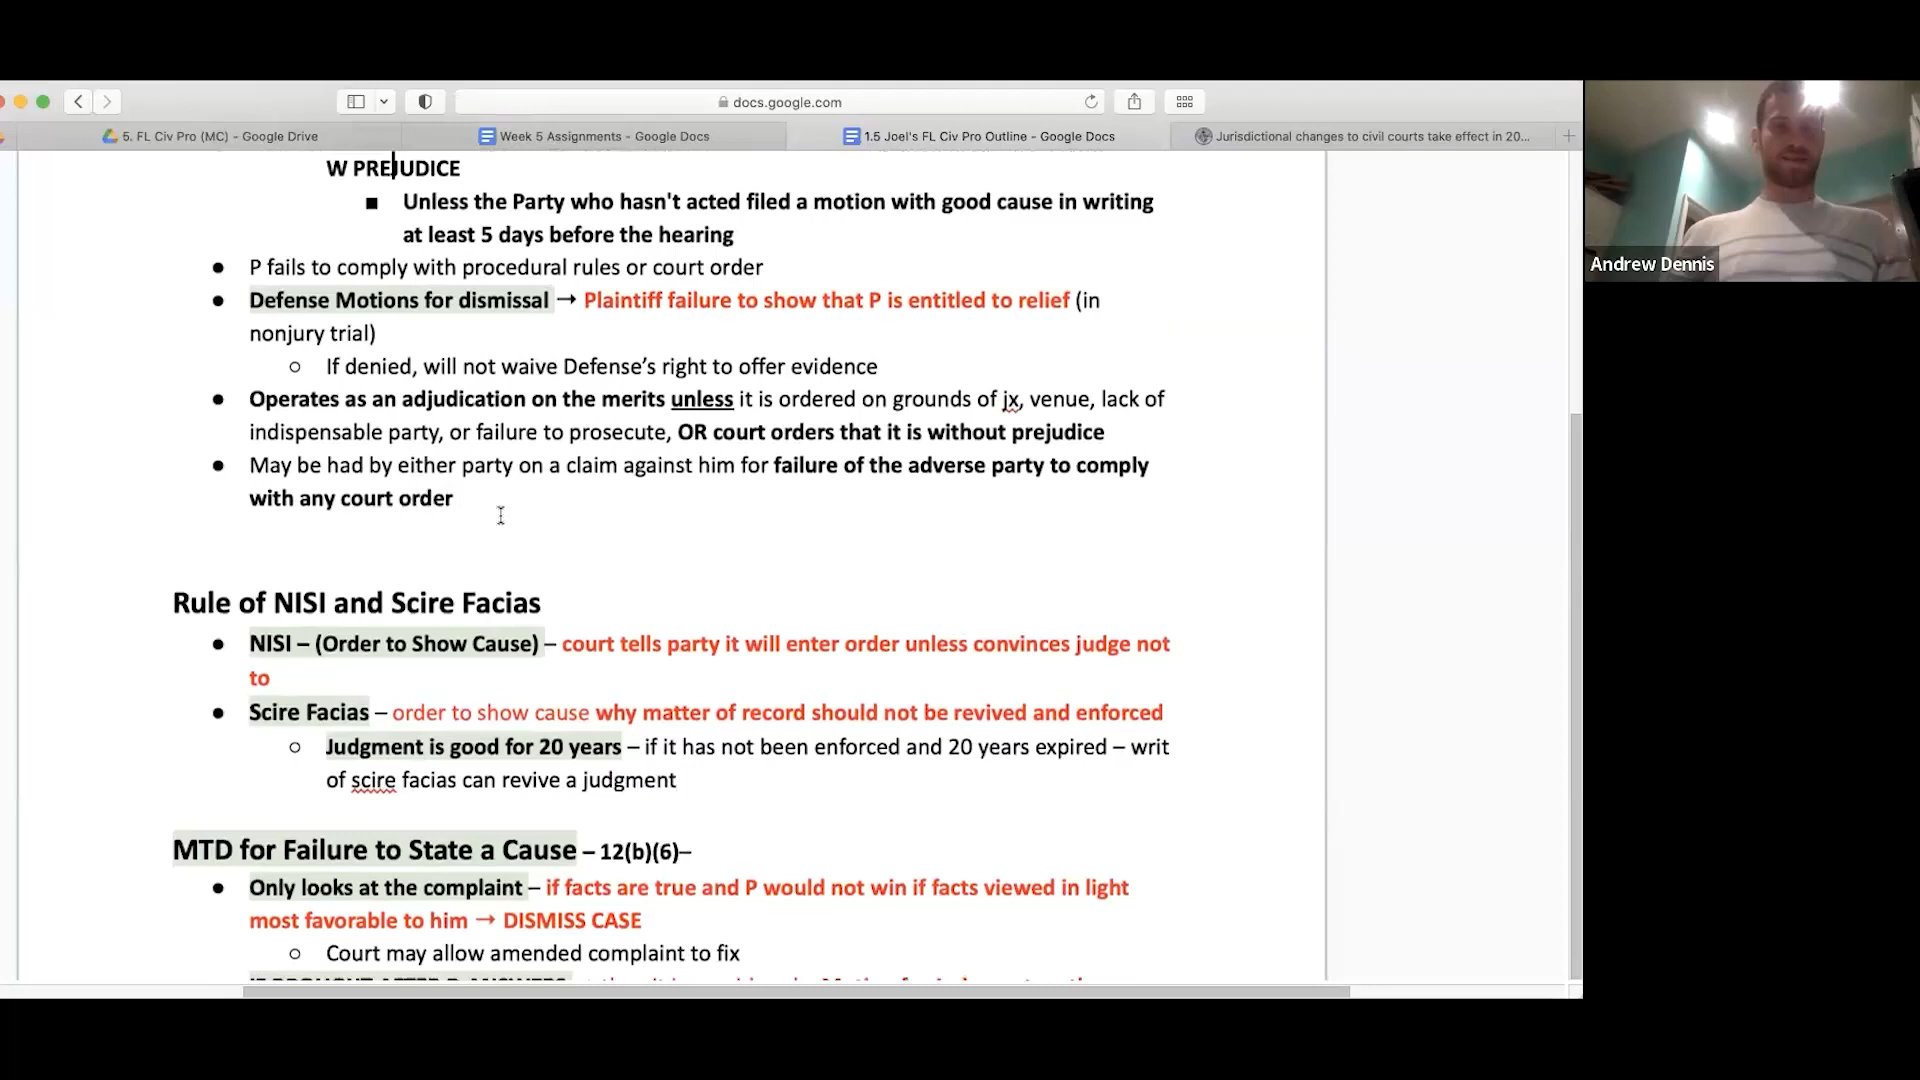 docs.google.com
5. FL Civ Pro (MC) - Google Drive
Week 5 Assignments - Google Docs
1.5 Joel's FL Civ Pro Outline - Google Docs
Jurisdictional changes to civil courts take effect in 20...
W PREJUDICE
■ Unless the Party who hasn't acted filed a motion with good cause in writing
at least 5 days before the hearing
● P fails to comply with procedural rules or court order
● Defense Motions for dismissal → Plaintiff failure to show that P is entitled to relief (in
nonjury trial)
○ If denied, will not waive Defense’s right to offer evidence
● Operates as an adjudication on the merits unless it is ordered on grounds of jx, venue, lack of
indispensable party, or failure to prosecute, OR court orders that it is without prejudice
● May be had by either party on a claim against him for failure of the adverse party to comply
with any court order
Rule of NISI and Scire Facias
● NISI – (Order to Show Cause) – court tells party it will enter order unless convinces judge not
to
● Scire Facias – order to show cause why matter of record should not be revived and enforced
○ Judgment is good for 20 years – if it has not been enforced and 20 years expired – writ
of scire facias can revive a judgment
MTD for Failure to State a Cause – 12(b)(6)–
● Only looks at the complaint – if facts are true and P would not win if facts viewed in light
most favorable to him → DISMISS CASE
○ Court may allow amended complaint to fix
Andrew Dennis